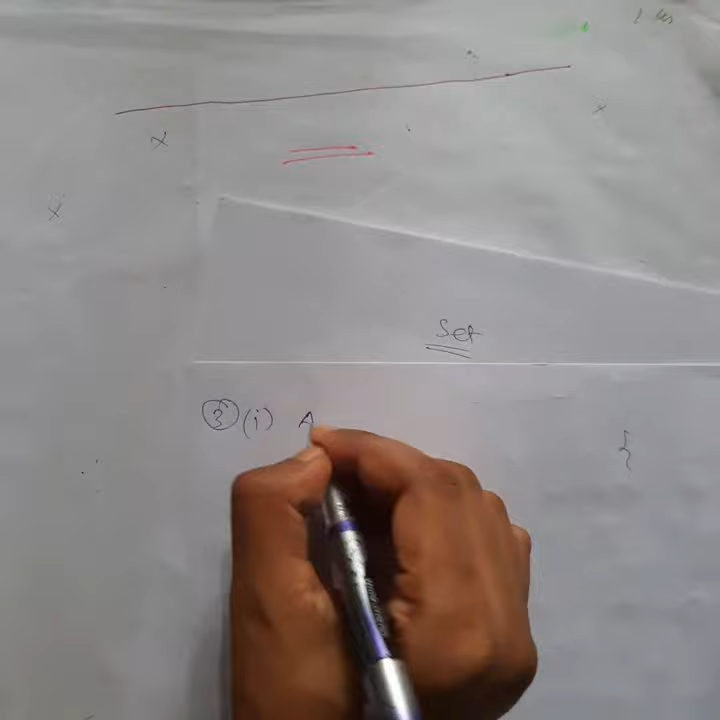 Set
③ (i) A
{